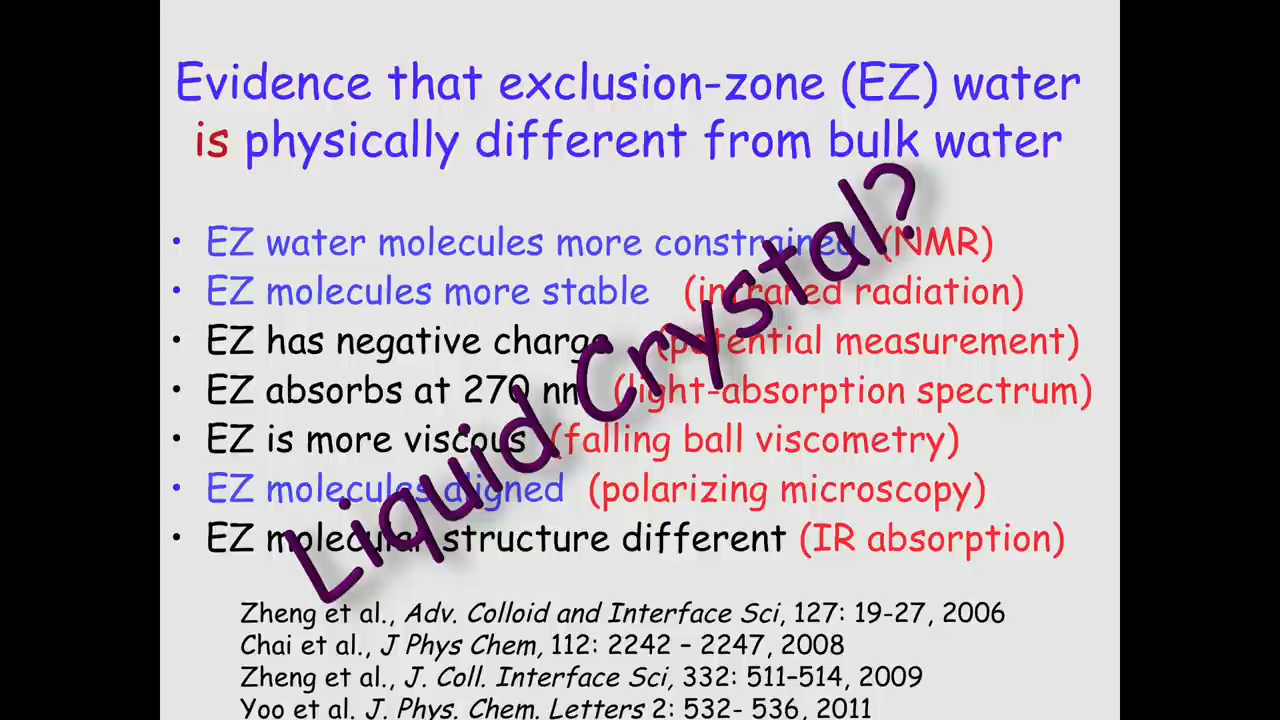 Evidence that exclusion-zone (EZ) water
is physically different from bulk water
• EZ water molecules more constrained (NMR)
• EZ molecules more stable (infrared radiation)
• EZ has negative charge (potential measurement)
• EZ absorbs at 270 nm (light-absorption spectrum)
• EZ is more viscous (falling ball viscometry)
• EZ molecules aligned (polarizing microscopy)
• EZ molecular structure different (IR absorption)
Liquid Crystal?
Zheng et al., Adv. Colloid and Interface Sci, 127: 19-27, 2006
Chai et al., J Phys Chem, 112: 2242 – 2247, 2008
Zheng et al., J. Coll. Interface Sci, 332: 511–514, 2009
Yoo et al. J. Phys. Chem. Letters 2: 532- 536, 2011